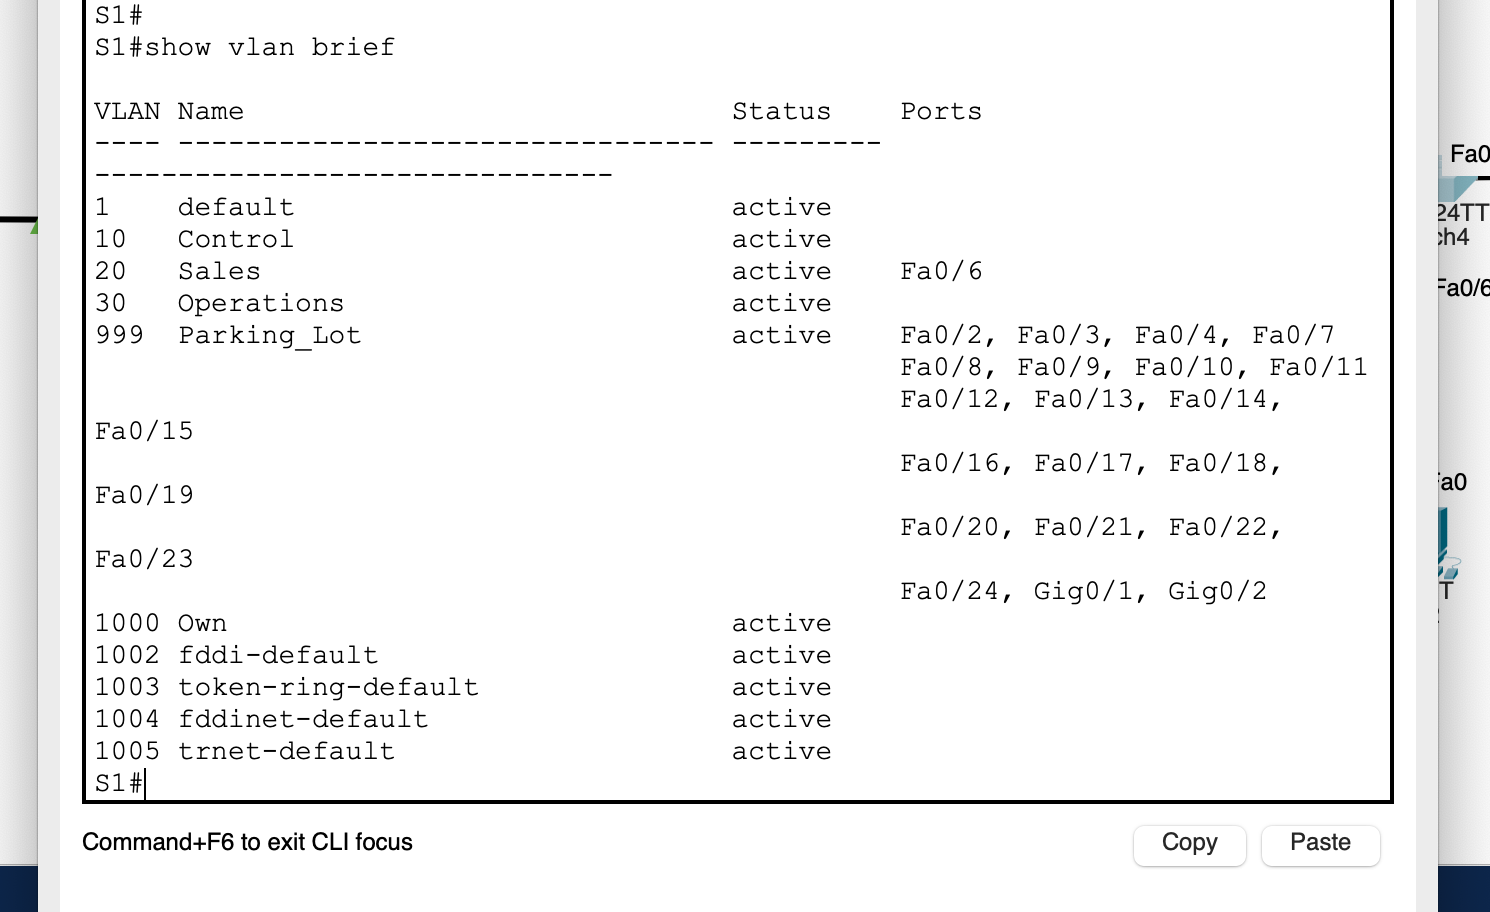 S1#
S1#show vlan brief
VLAN Name                             Status    Ports
---- -------------------------------- ---------
-------------------------------
1    default                          active
10   Control                          active
20   Sales                            active    Fa0/6
30   Operations                       active
999  Parking_Lot                      active    Fa0/2, Fa0/3, Fa0/4, Fa0/7
                                                Fa0/8, Fa0/9, Fa0/10, Fa0/11
                                                Fa0/12, Fa0/13, Fa0/14,
Fa0/15
                                                Fa0/16, Fa0/17, Fa0/18,
Fa0/19
                                                Fa0/20, Fa0/21, Fa0/22,
Fa0/23
                                                Fa0/24, Gig0/1, Gig0/2
1000 Own                              active
1002 fddi-default                     active
1003 token-ring-default               active
1004 fddinet-default                  active
1005 trnet-default                    active
S1#
Command+F6 to exit CLI focus
Copy
Paste
Fa0
24TT
ch4
Fa0/6
Fa0
T